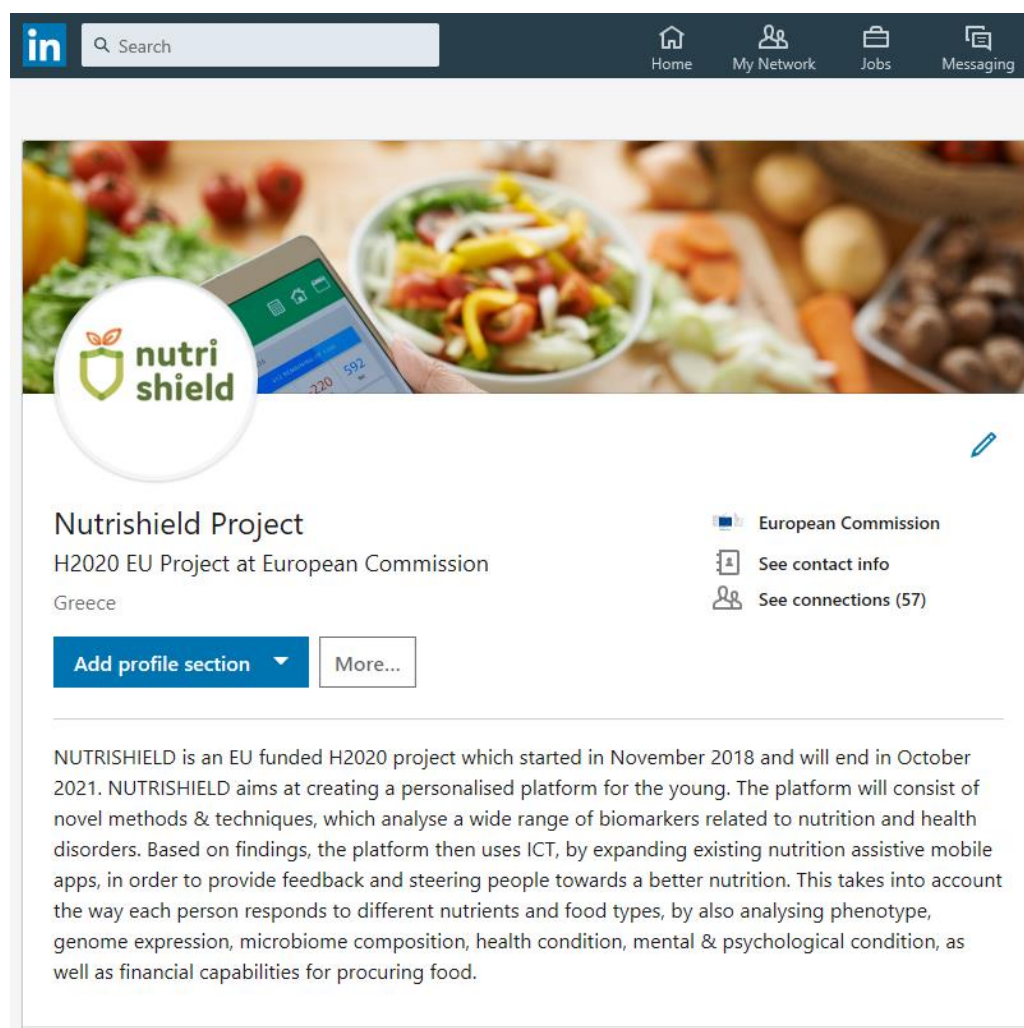 in
Search
Home
My Network
Jobs
Messaging
220
592
nutri
shield
Nutrishield Project
H2020 EU Project at European Commission
Greece
European Commission
See contact info
See connections (57)
Add profile section
More...
NUTRISHIELD is an EU funded H2020 project which started in November 2018 and will end in October
2021. NUTRISHIELD aims at creating a personalised platform for the young. The platform will consist of
novel methods & techniques, which analyse a wide range of biomarkers related to nutrition and health
disorders. Based on findings, the platform then uses ICT, by expanding existing nutrition assistive mobile
apps, in order to provide feedback and steering people towards a better nutrition. This takes into account
the way each person responds to different nutrients and food types, by also analysing phenotype,
genome expression, microbiome composition, health condition, mental & psychological condition, as
well as financial capabilities for procuring food.